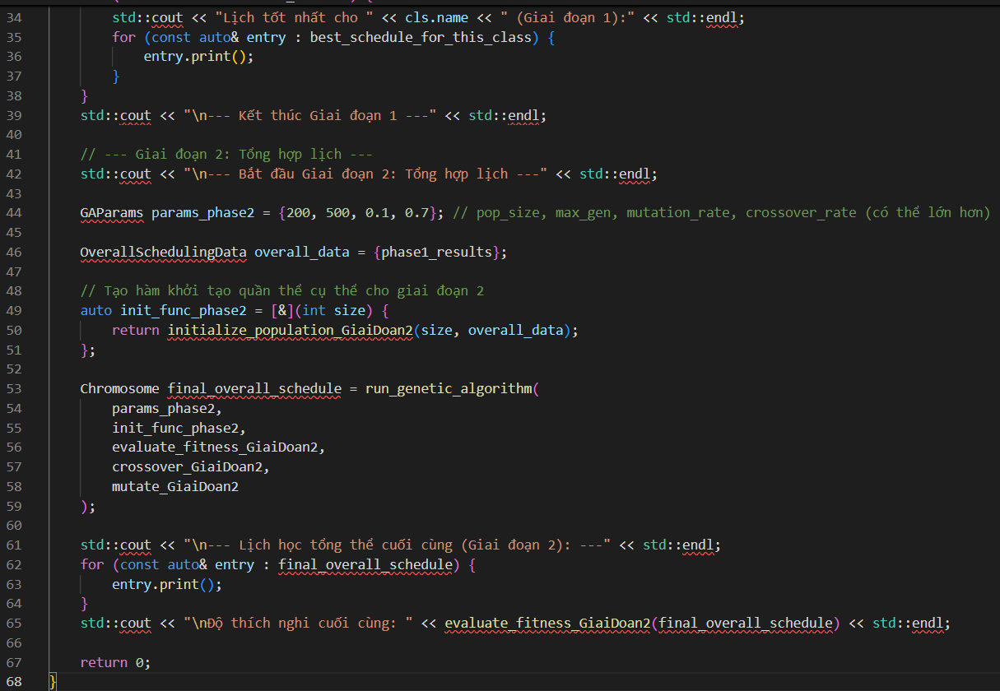 34 std::cout << "Lịch tốt nhất cho " << cls.name << " (Giai đoạn 1):" << std::endl;
35 for (const auto& entry : best_schedule_for_this_class) {
36 entry.print();
37 }
38 }
39 std::cout << "\n--- Kết thúc Giai đoạn 1 ---" << std::endl;
40
41 // --- Giai đoạn 2: Tổng hợp lịch ---
42 std::cout << "\n--- Bắt đầu Giai đoạn 2: Tổng hợp lịch ---" << std::endl;
43
44 GAParams params_phase2 = {200, 500, 0.1, 0.7}; // pop_size, max_gen, mutation_rate, crossover_rate (có thể lớn hơn)
45
46 OverallSchedulingData overall_data = {phase1_results};
47
48 // Tạo hàm khởi tạo quần thể cụ thể cho giai đoạn 2
49 auto init_func_phase2 = [&](int size) {
50 return initialize_population_GiaiDoan2(size, overall_data);
51 };
52
53 Chromosome final_overall_schedule = run_genetic_algorithm(
54 params_phase2,
55 init_func_phase2,
56 evaluate_fitness_GiaiDoan2,
57 crossover_GiaiDoan2,
58 mutate_GiaiDoan2
59 );
60
61 std::cout << "\n--- Lịch học tổng thể cuối cùng (Giai đoạn 2): ---" << std::endl;
62 for (const auto& entry : final_overall_schedule) {
63 entry.print();
64 }
65 std::cout << "\nĐộ thích nghi cuối cùng: " << evaluate_fitness_GiaiDoan2(final_overall_schedule) << std::endl;
66
67 return 0;
68 }